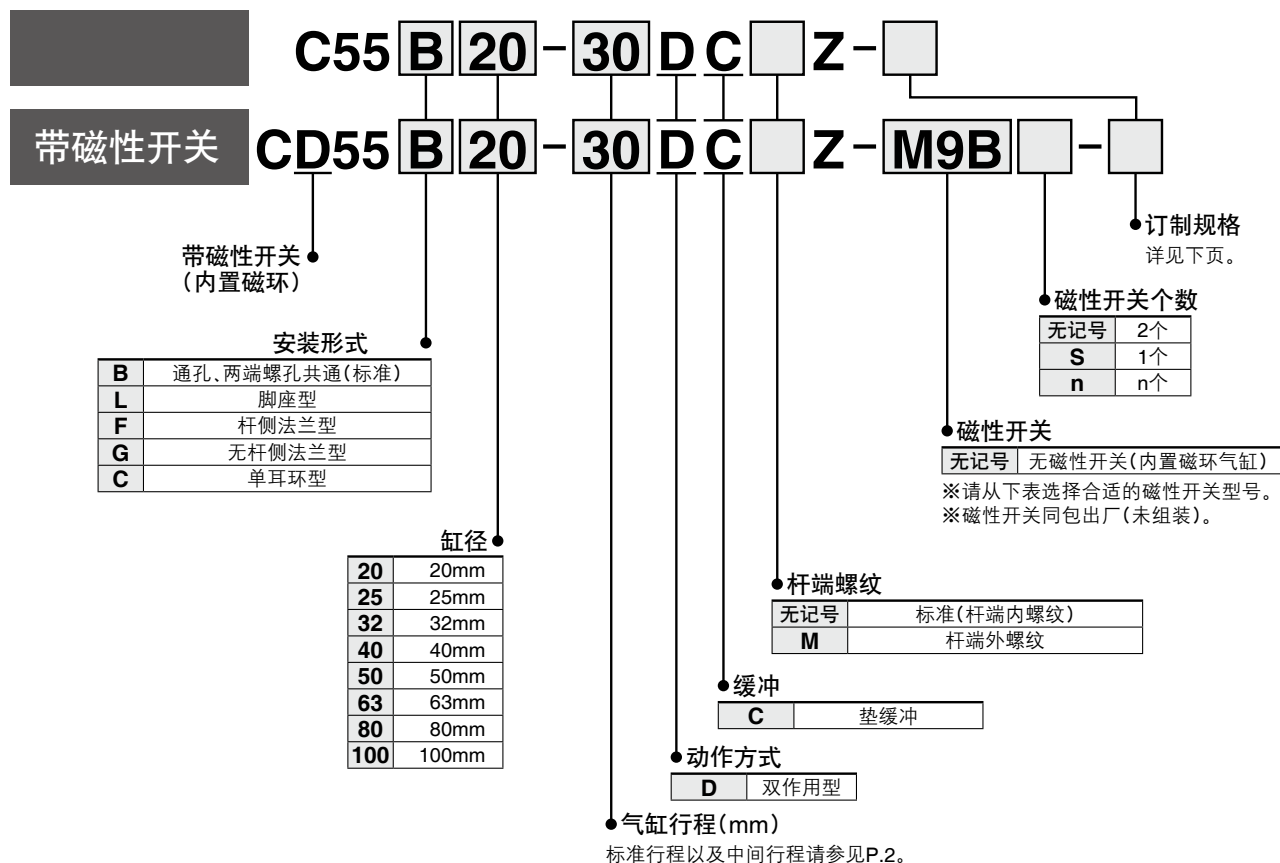 C55 B 20-30 D C Z-
带磁性开关 CD55 B 20-30 D C Z-M9B -
带磁性开关
（内置磁环）
安装形式
B 通孔、两端螺孔共通(标准)
L 脚座型
F 杆侧法兰型
G 无杆侧法兰型
C 单耳环型
缸径
20 20mm
25 25mm
32 32mm
40 40mm
50 50mm
63 63mm
80 80mm
100 100mm
气缸行程(mm)
标准行程以及中间行程请参见P.2。
动作方式
D 双作用型
缓冲
C 垫缓冲
杆端螺纹
无记号 标准(杆端内螺纹)
M 杆端外螺纹
磁性开关
无记号 无磁性开关(内置磁环气缸)
※请从下表选择合适的磁性开关型号。
※磁性开关同包出厂(未组装)。
磁性开关个数
无记号 2个
S 1个
n n个
订制规格
详见下页。